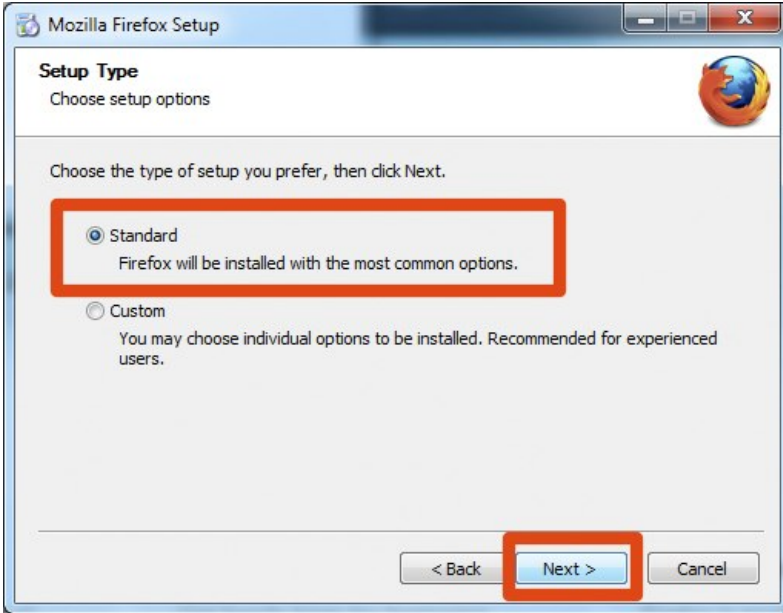 Mozilla Firefox Setup
Setup Type
Choose setup options
Choose the type of setup you prefer, then click Next.
Standard
Firefox will be installed with the most common options.
Custom
You may choose individual options to be installed. Recommended for experienced
users.
< Back
Next >
Cancel